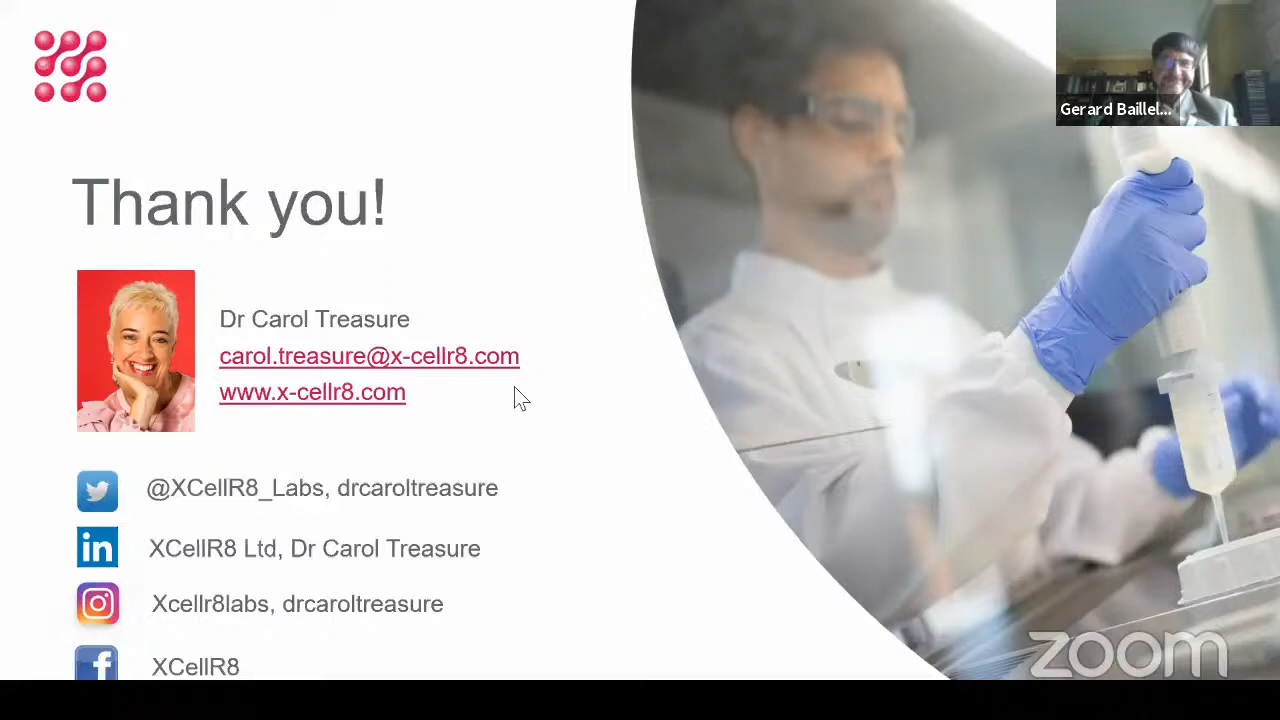 Gerard Baillel...
Thank you!
Dr Carol Treasure
carol.treasure@x-cellr8.com
www.x-cellr8.com
@XCellR8_Labs, drcaroltreasure
in
XCellR8 Ltd, Dr Carol Treasure
Xcellr8labs, drcaroltreasure
f
XCellR8
zoom